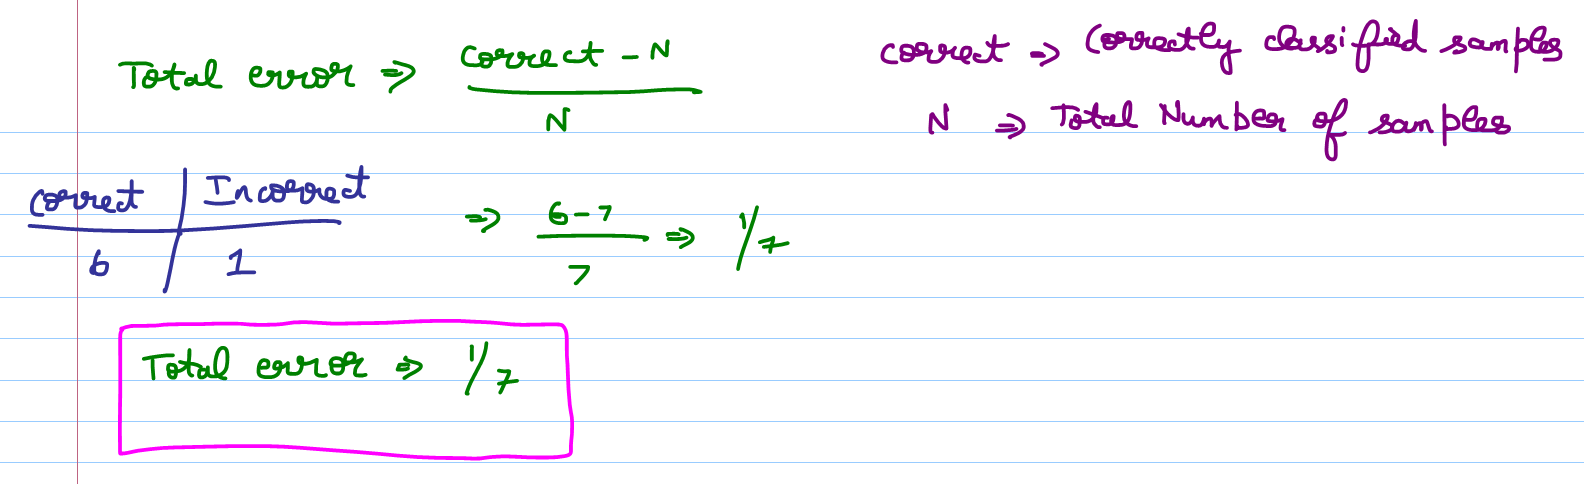 Total error ⇒ correct - N / N
correct ⇒ Correctly classified samples
N ⇒ Total Number of samples
correct | Incorrect
6 | 1
⇒ 6-7 / 7 ⇒ 1/7
Total error ⇒ 1/7